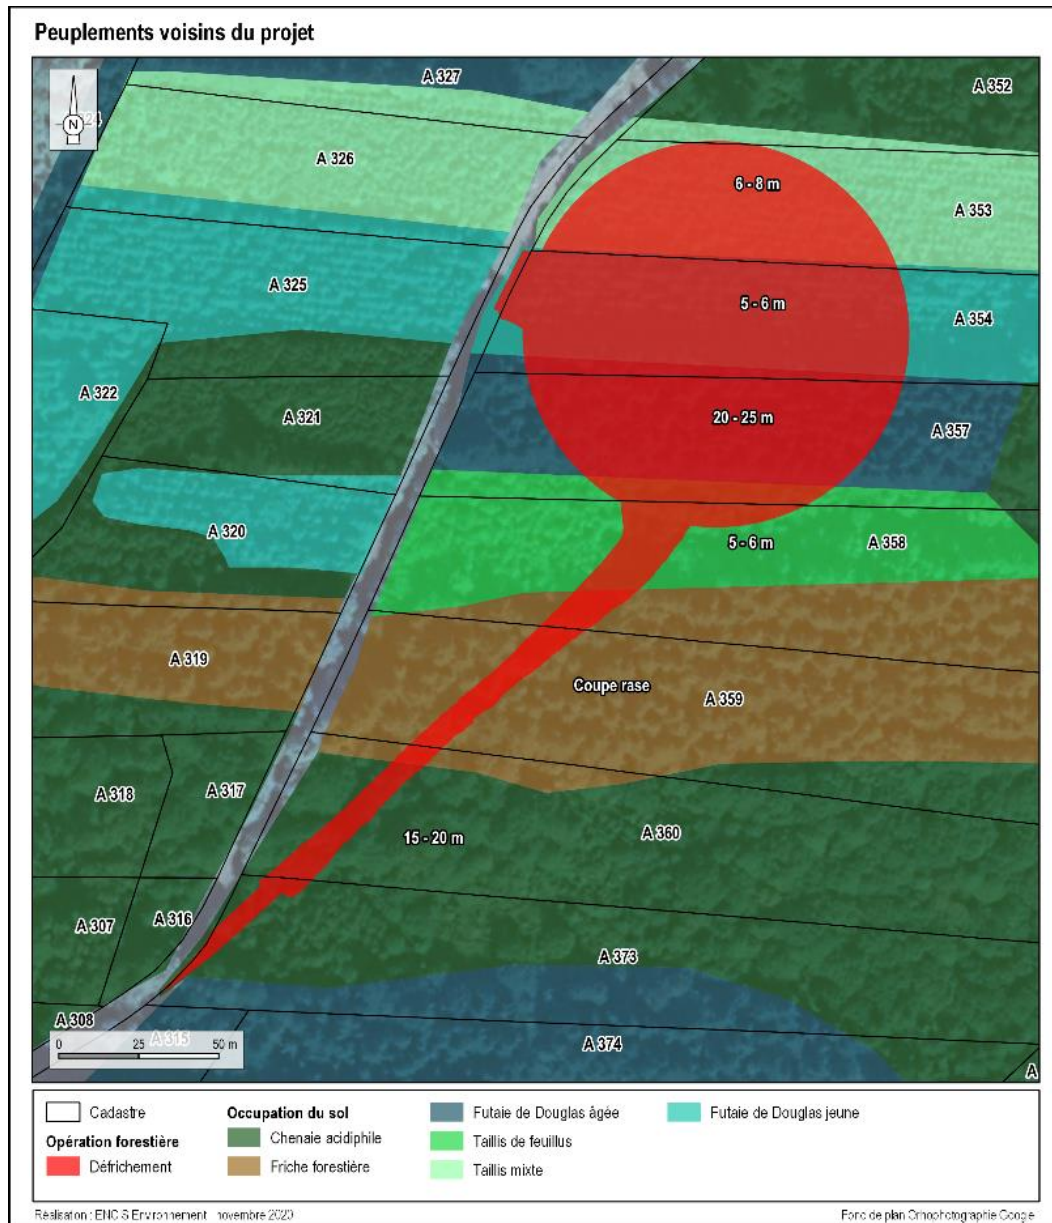 Peuplements voisins du projet
A 327
A 352
N
24
A 326
6 - 8 m
A 353
A 325
5 - 6 m
A 354
A 322
A 321
20 - 25 m
A 357
A 320
5 - 6 m
A 358
A 319
Coupe rase
A 359
A 318
A 317
15 - 20 m
A 360
A 307
A 316
A 373
A 308
A 315
A 374
0 25 50 m
A
Cadastre
Opération forestière
Défrichement
Occupation du sol
Chenaie acidiphile
Friche forestière
Futaie de Douglas âgée
Taillis de feuillus
Taillis mixte
Futaie de Douglas jeune
Réalisation : ENCIS Environnement novembre 2020
Fond de plan Orthophotographie Google